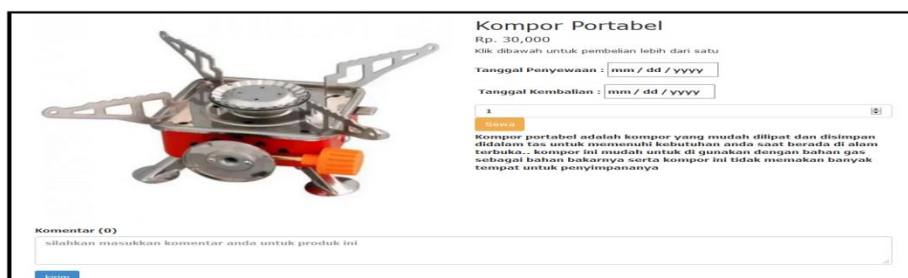 Kompor Portabel
Rp. 30,000
Klik dibawah untuk pembelian lebih dari satu
Tanggal Penyewaan : mm / dd / yyyy
Tanggal Kembalian : mm / dd / yyyy
1
Sewa
Kompor portabel adalah kompor yang mudah dilipat dan disimpan
didalam tas untuk memenuhi kebutuhan anda saat berada di alam
terbuka.. kompor ini mudah untuk di gunakan dengan bahan gas
sebagai bahan bakarnya serta kompor ini tidak memakan banyak
tempat untuk penyimpananya
Komentar (0)
silahkan masukkan komentar anda untuk produk ini
kirim